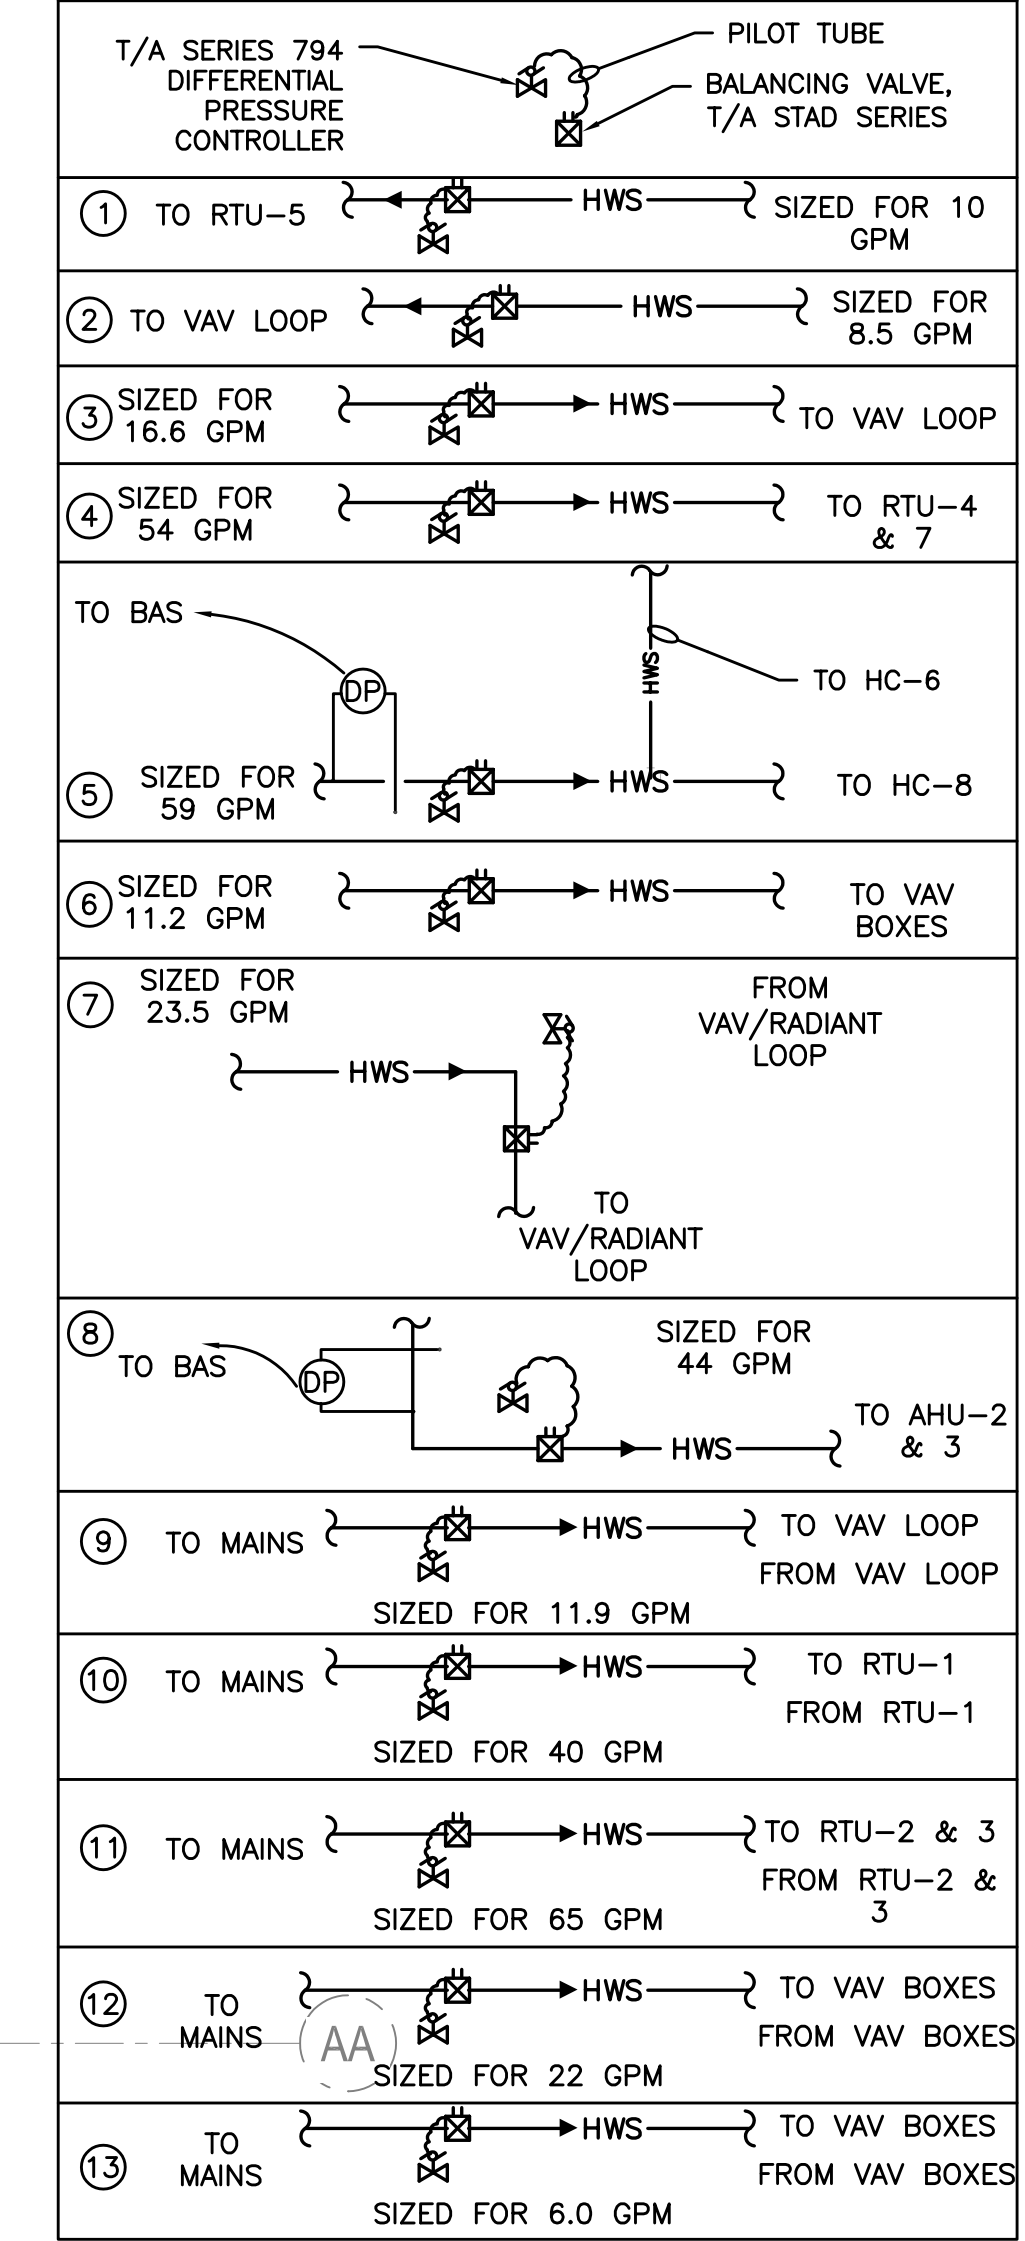 T/A SERIES 794
DIFFERENTIAL
PRESSURE
CONTROLLER
PILOT TUBE
BALANCING VALVE,
T/A STAD SERIES
1
TO RTU-5
HWS
SIZED FOR 10
GPM
2
TO VAV LOOP
HWS
SIZED FOR
8.5 GPM
3
SIZED FOR
16.6 GPM
HWS
TO VAV LOOP
4
SIZED FOR
54 GPM
HWS
TO RTU-4
& 7
TO BAS
DP
HWS
TO HC-6
5
SIZED FOR
59 GPM
HWS
TO HC-8
6
SIZED FOR
11.2 GPM
HWS
TO VAV
BOXES
7
SIZED FOR
23.5 GPM
HWS
FROM
VAV/RADIANT
LOOP
TO
VAV/RADIANT
LOOP
8
TO BAS
DP
SIZED FOR
44 GPM
HWS
TO AHU-2
& 3
9
TO MAINS
HWS
TO VAV LOOP
FROM VAV LOOP
SIZED FOR 11.9 GPM
10
TO MAINS
HWS
TO RTU-1
FROM RTU-1
SIZED FOR 40 GPM
11
TO MAINS
HWS
TO RTU-2 & 3
FROM RTU-2 &
3
SIZED FOR 65 GPM
12
TO
MAINS
HWS
TO VAV BOXES
FROM VAV BOXES
AA
SIZED FOR 22 GPM
13
TO
MAINS
HWS
TO VAV BOXES
FROM VAV BOXES
SIZED FOR 6.0 GPM